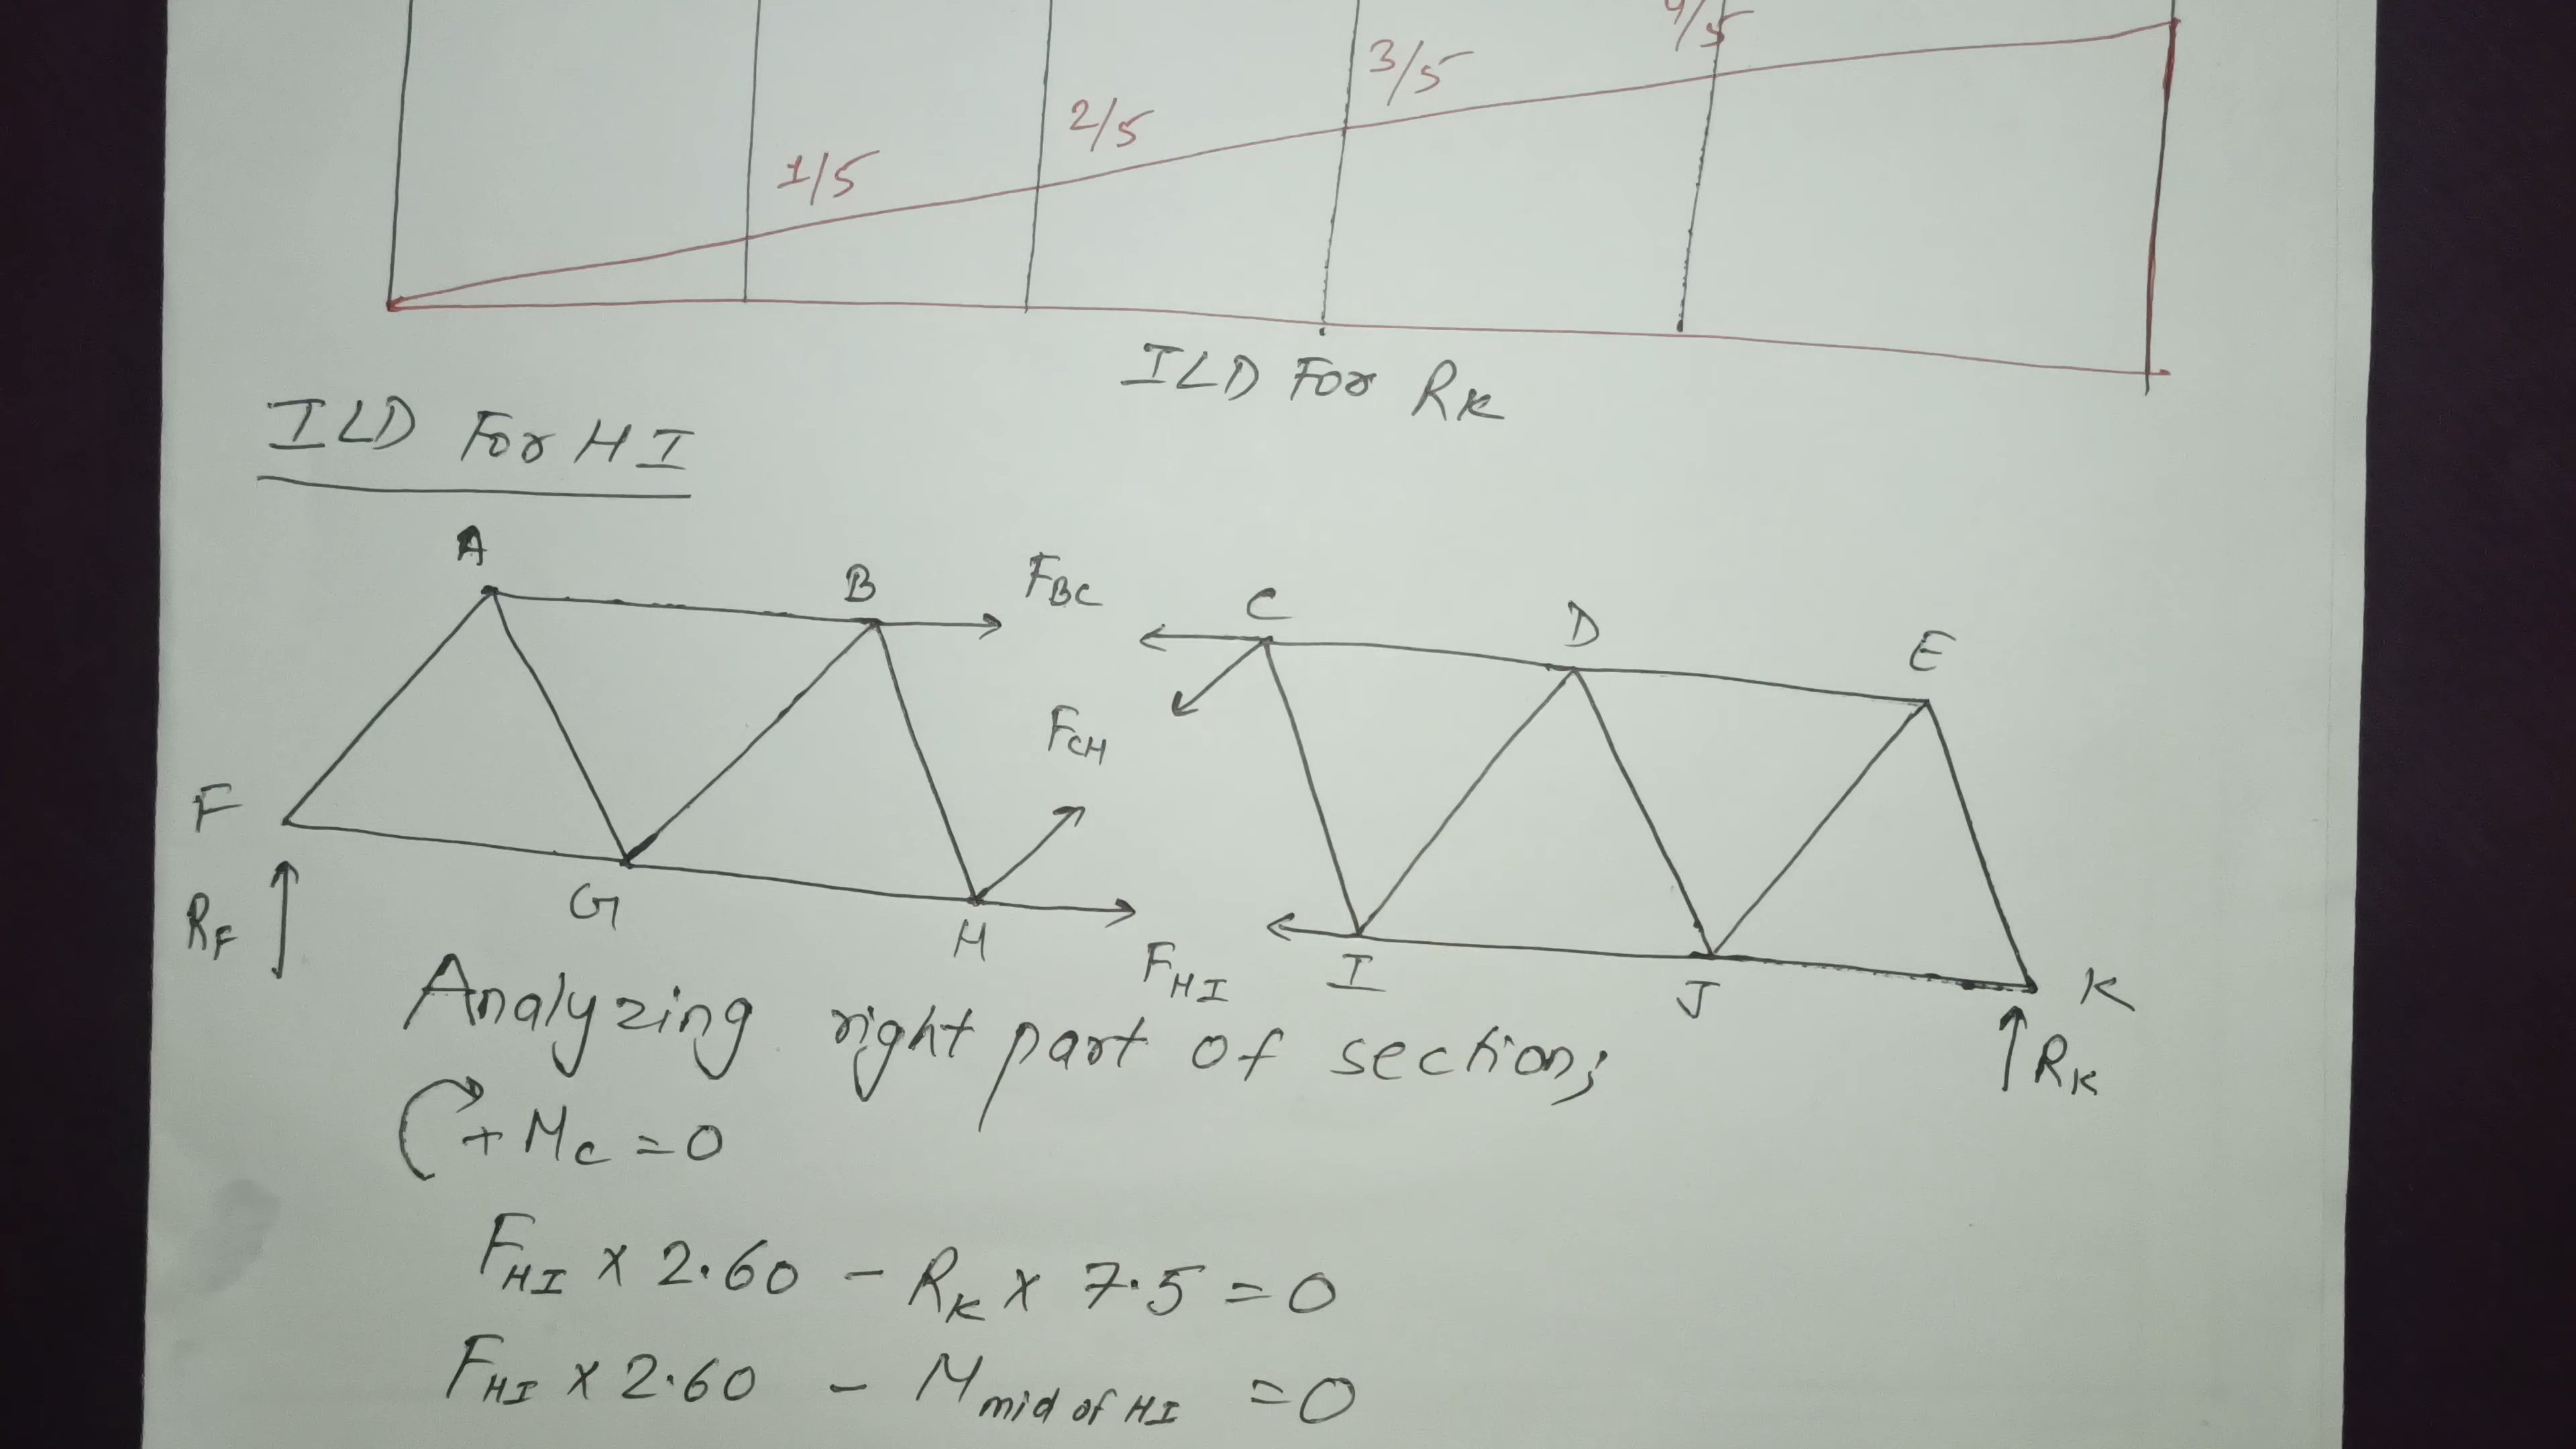 4/5
3/5
2/5
1/5
ILD For RK
ILD For HI
A
B
FBC
C
D
E
FCH
F
RF
G
H
FHI
I
J
K
RK
Analyzing right part of section;
+ MC = 0
FHI × 2.60 − RK × 7.5 = 0
FHI × 2.60 − M mid of HI = 0